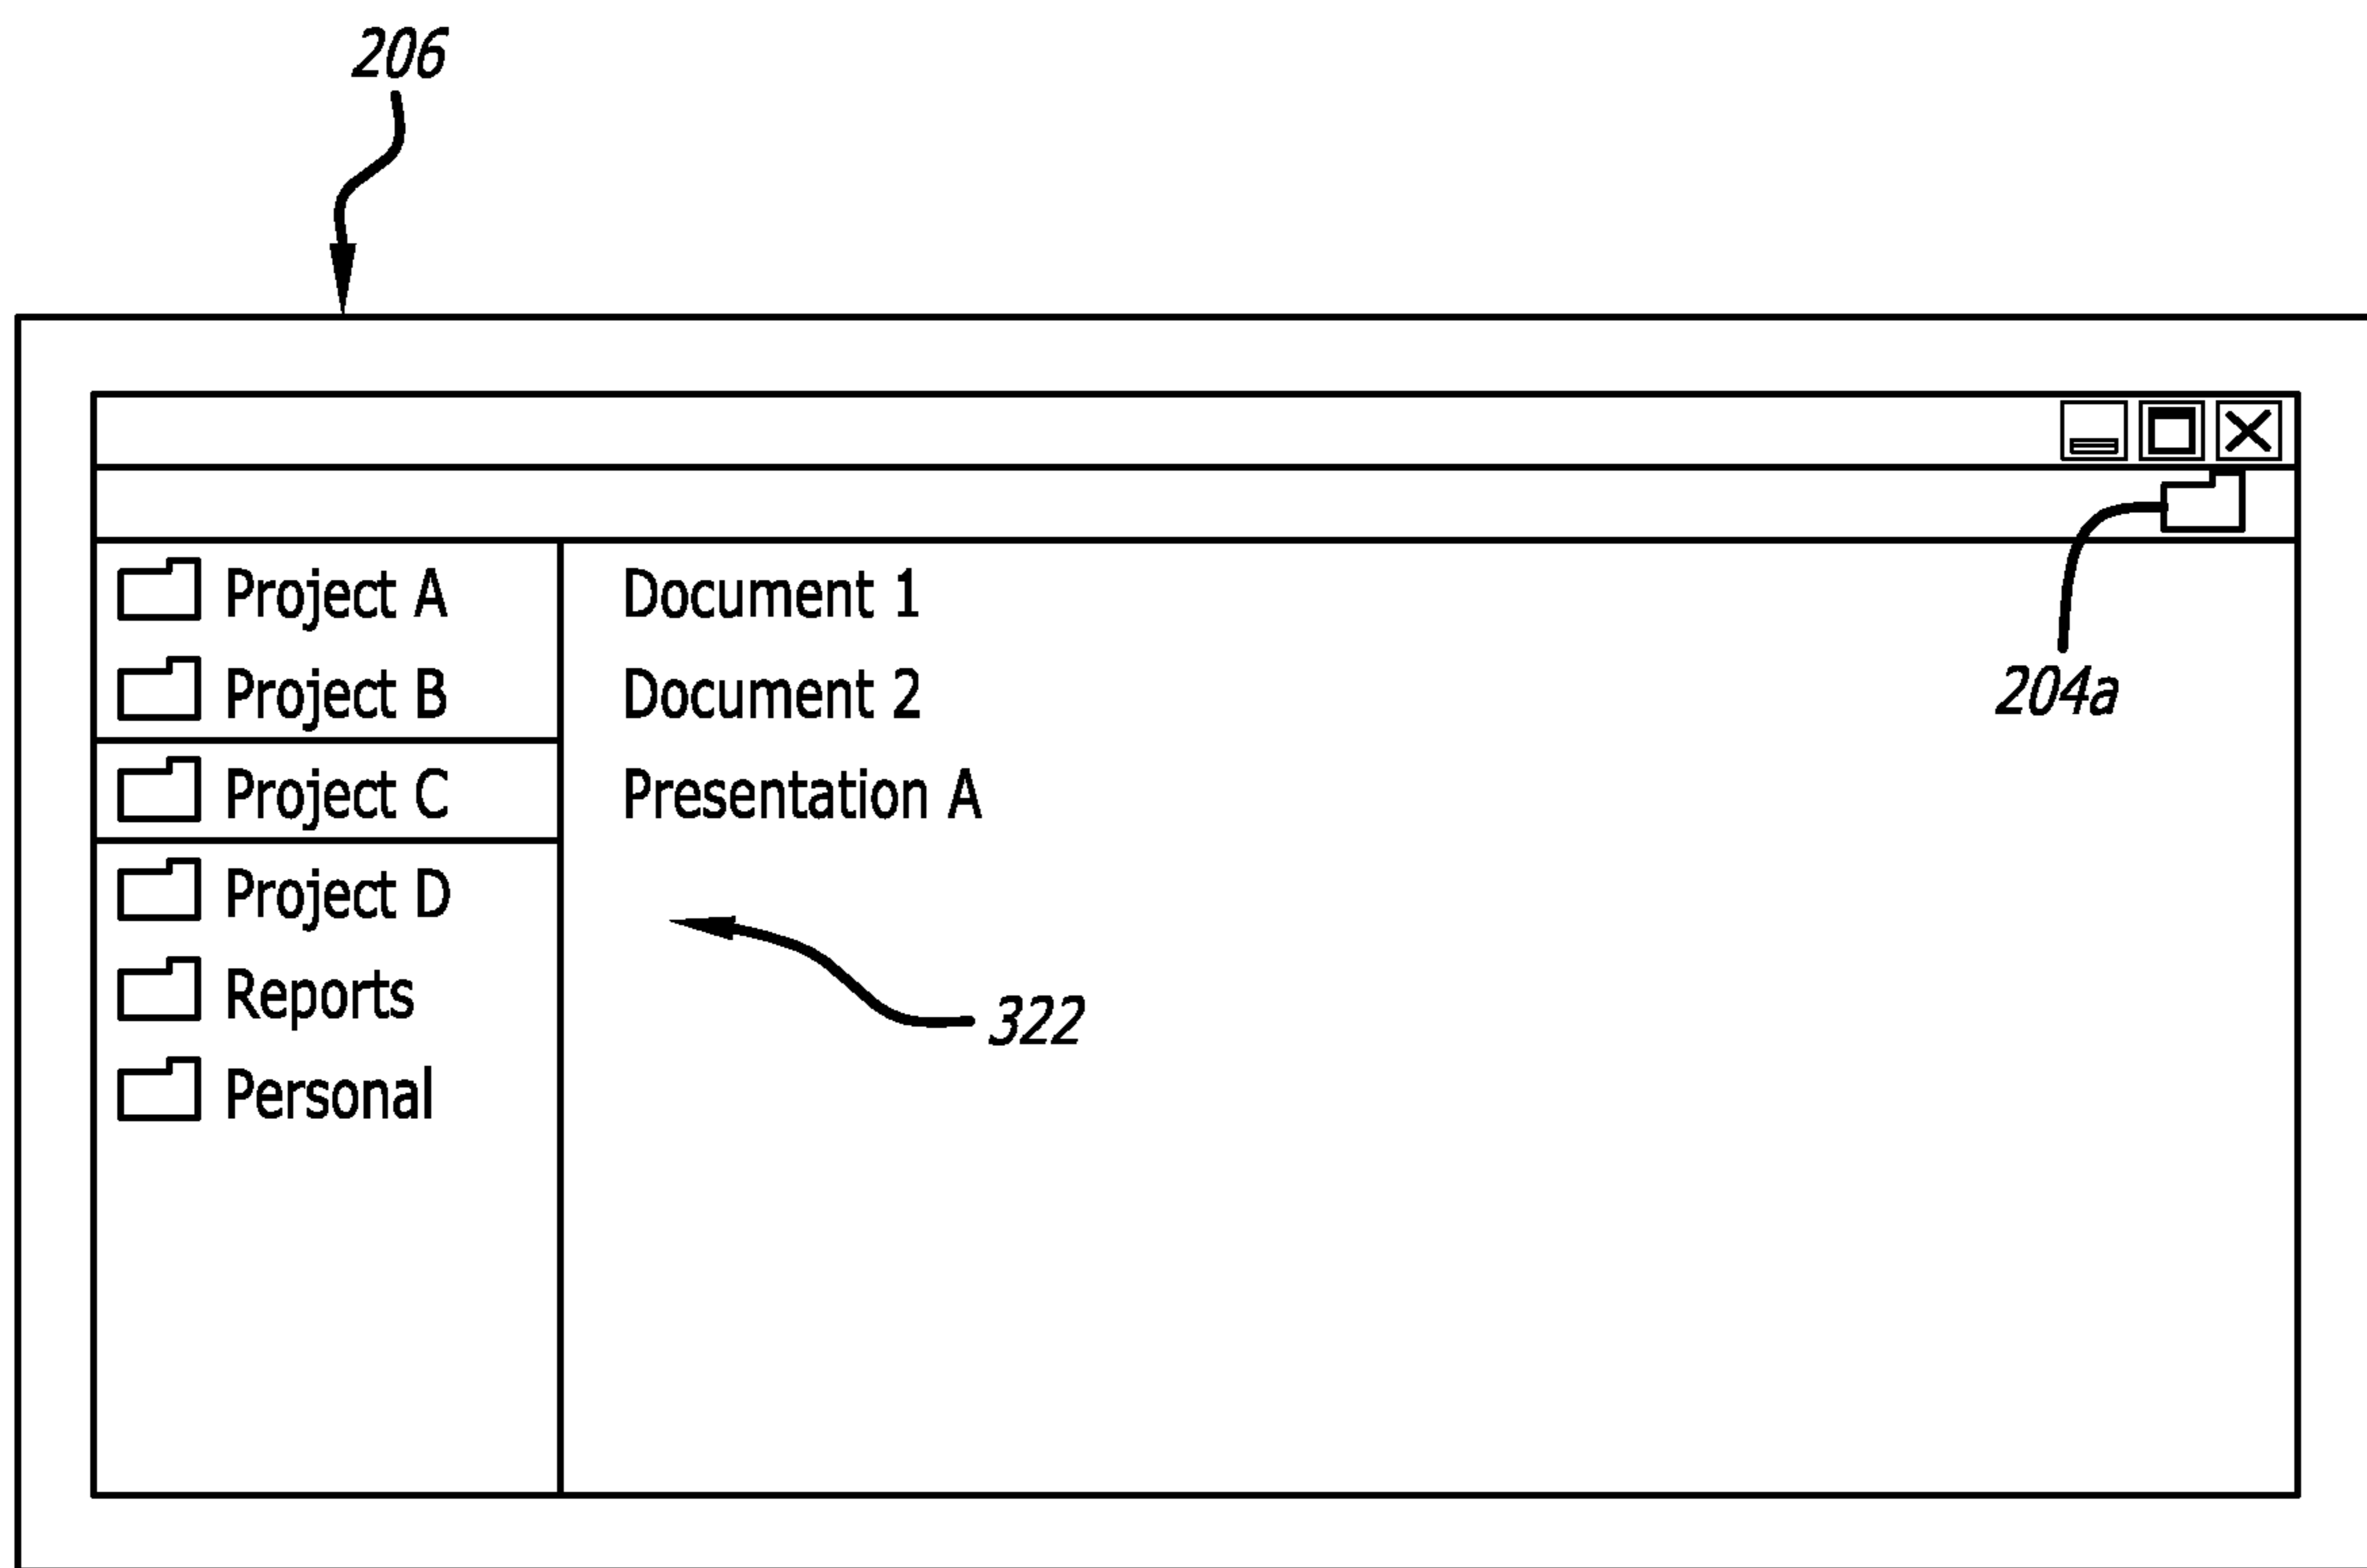 206
Project A
Project B
Project C
Project D
Reports
Personal
Document 1
Document 2
Presentation A
204a
322